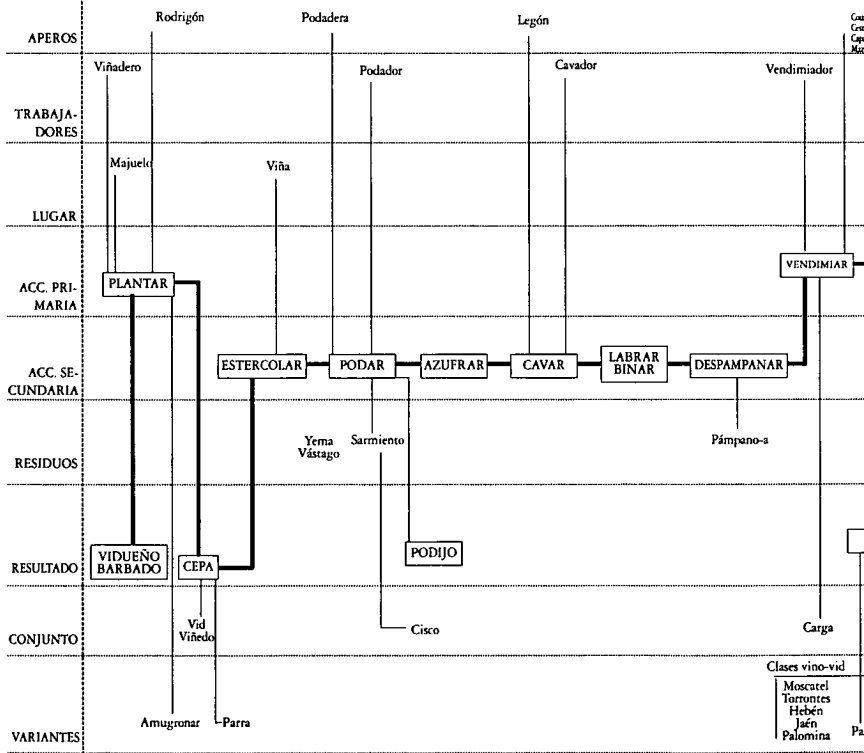 Rodrigón
Podadera
Legón
APEROS
Viñadero
Podador
Cavador
Vendimiador
TRABAJA-
DORES
Majuelo
Viña
LUGAR
VENDIMIAR
PLANTAR
ACC. PRI-
MARIA
ESTERCOLAR
PODAR
AZUFRAR
CAVAR
LABRAR
BINAR
DESPAMPANAR
ACC. SE-
CUNDARIA
Yema
Vástago
Sarmiento
Pámpano-a
RESIDUOS
VIDUEÑO
BARBADO
CEPA
PODIJO
RESULTADO
Vid
Viñedo
Cisco
Carga
CONJUNTO
Clases vino-vid
Moscatel
Torrontes
Hebén
Jaén
Palomina
Amugronar
Parra
Pa
VARIANTES